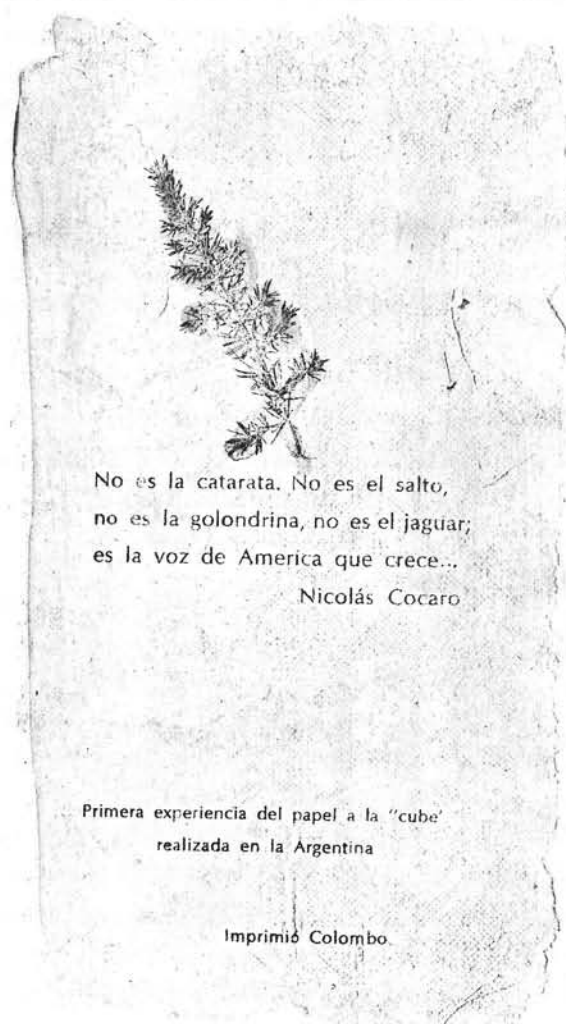 No es la catarata. No es el salto,
no es la golondrina, no es el jaguar;
es la voz de America que crece...
Nicolás Cocaro
Primera experiencia del papel a la "cube'
realizada en la Argentina
Imprimió Colombo